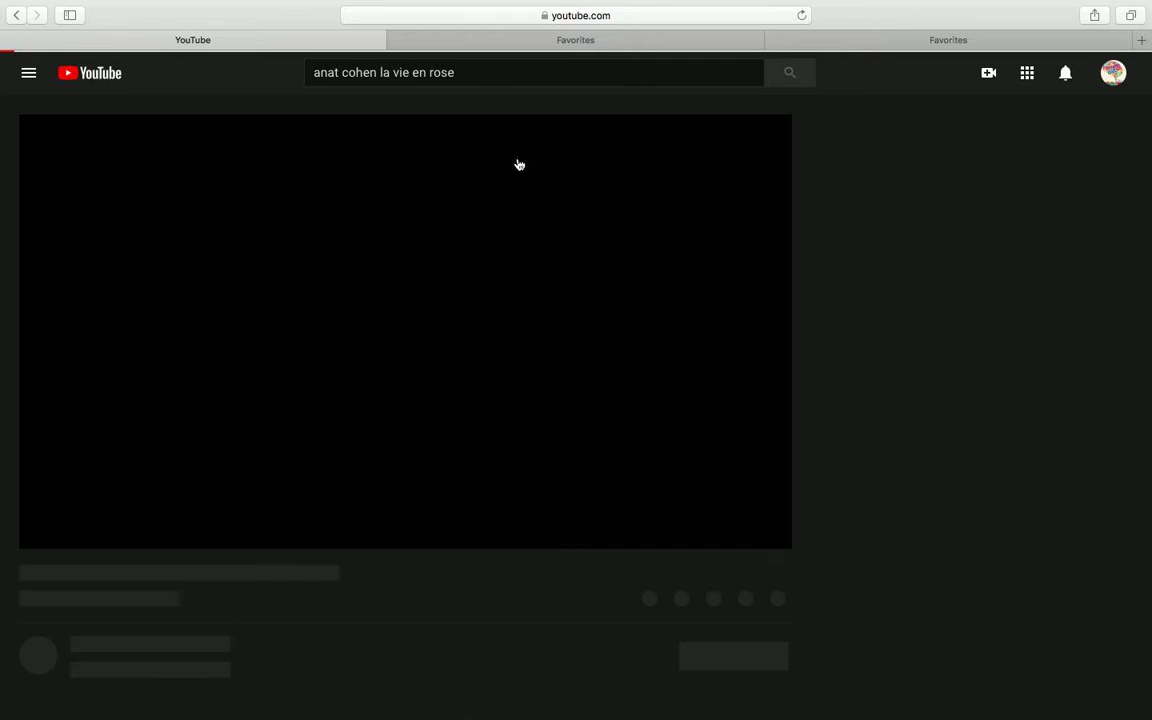 youtube.com
YouTube
Favorites
Favorites
YouTube
anat cohen la vie en rose